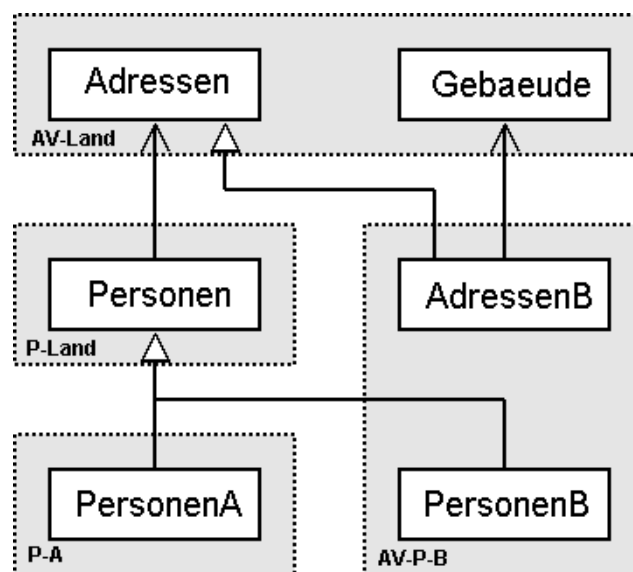 Adressen
Gebaeude
AV-Land
Personen
AdressenB
P-Land
PersonenA
PersonenB
P-A
AV-P-B